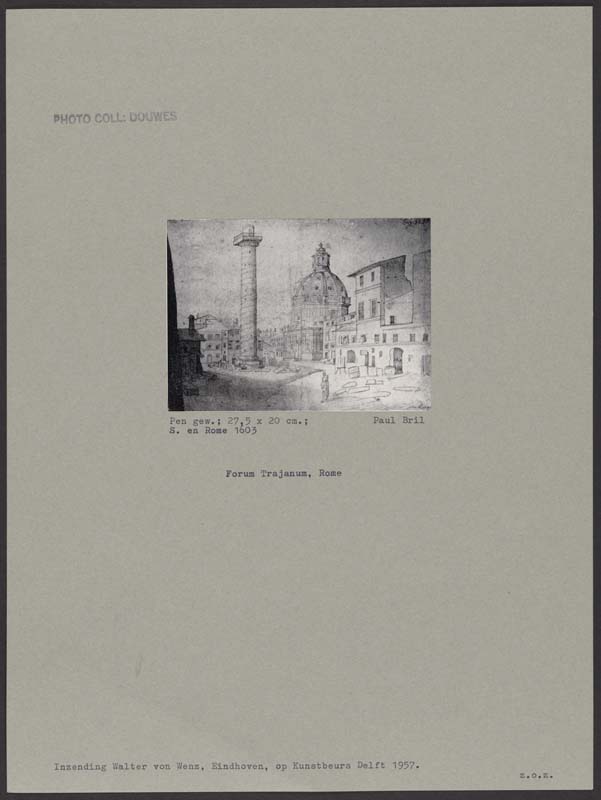 PHOTO COLL: DOUWES
Pen gew.; 27,5 x 20 cm.; Paul Bril
S. en Rome 1603
Forum Trajanum, Rome
Inzending Walter von Wenz, Eindhoven, op Kunstbeurs Delft 1957.
z.o.z.